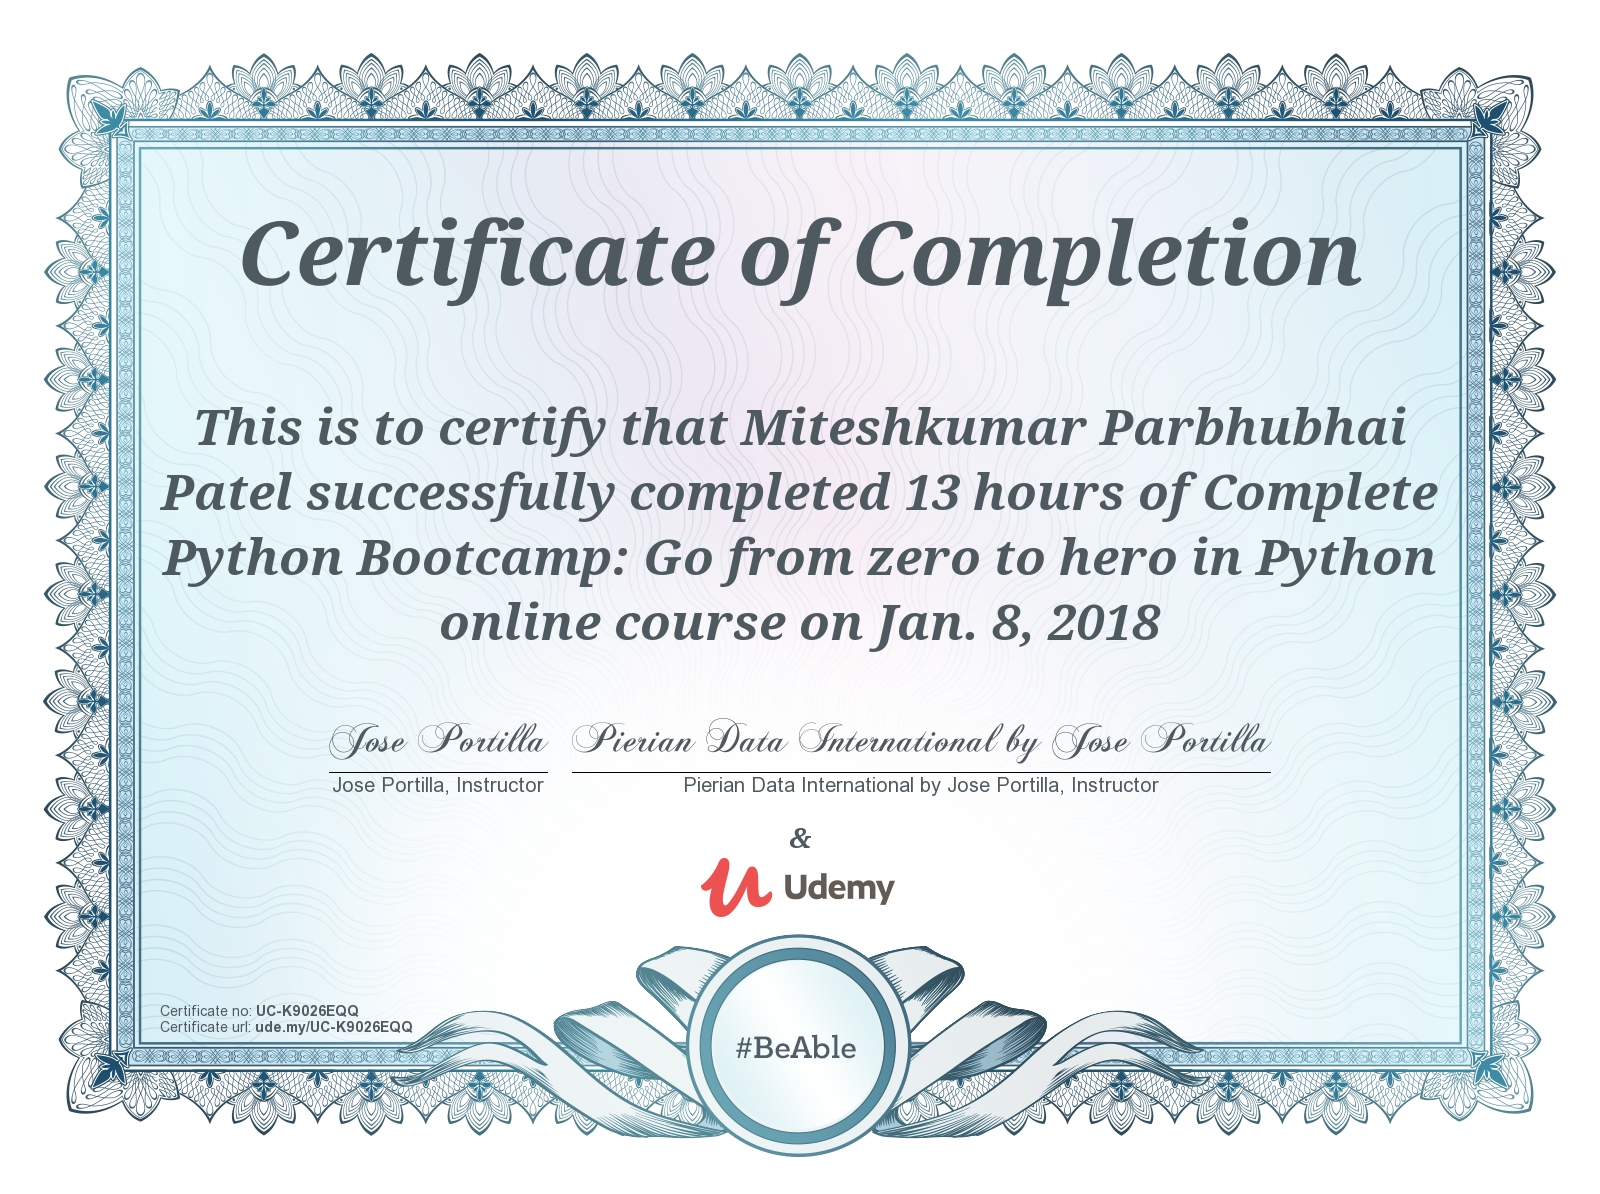 Certificate of Completion
This is to certify that Miteshkumar Parbhubhai
Patel successfully completed 13 hours of Complete
Python Bootcamp: Go from zero to hero in Python
online course on Jan. 8, 2018
Jose Portilla Pierian Data International by Jose Portilla
Jose Portilla, Instructor Pierian Data International by Jose Portilla, Instructor
&
Udemy
Certificate no: UC-K9026EQQ
Certificate url: ude.my/UC-K9026EQQ
#BeAble